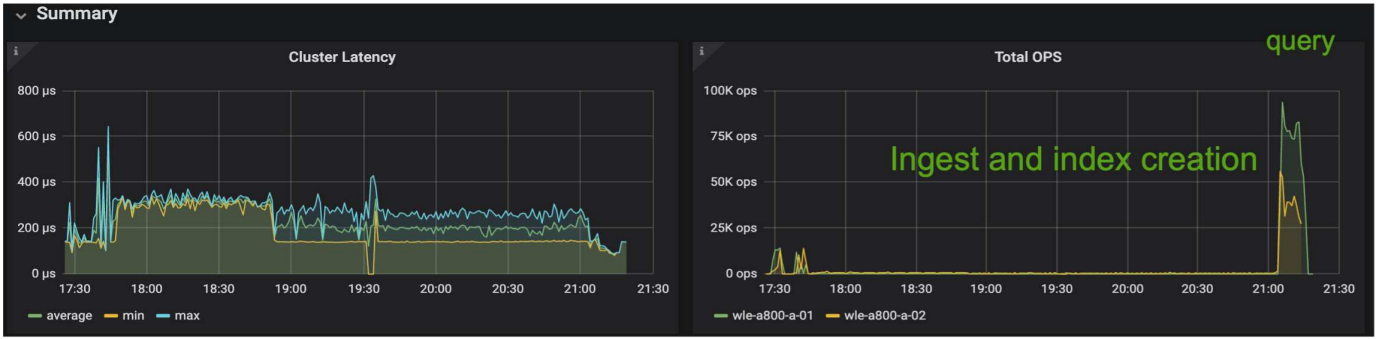 Summary
Cluster Latency
800 µs
600 µs
400 µs
200 µs
0 µs
17:30 18:00 18:30 19:00 19:30 20:00 20:30 21:00 21:30
average min max
query
Total OPS
100K ops
75K ops
50K ops
25K ops
0 ops
Ingest and index creation
17:30 18:00 18:30 19:00 19:30 20:00 20:30 21:00 21:30
wle-a800-a-01 wle-a800-a-02